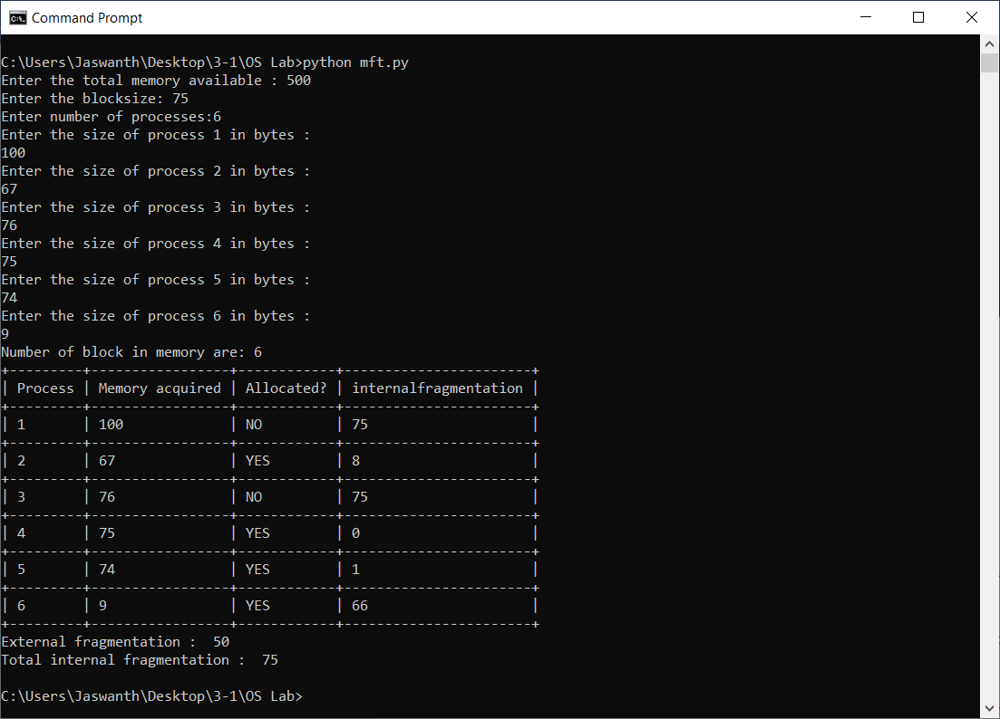 Command Prompt
C:\Users\Jaswanth\Desktop\3-1\OS Lab>python mft.py
Enter the total memory available : 500
Enter the blocksize: 75
Enter number of processes:6
Enter the size of process 1 in bytes :
100
Enter the size of process 2 in bytes :
67
Enter the size of process 3 in bytes :
76
Enter the size of process 4 in bytes :
75
Enter the size of process 5 in bytes :
74
Enter the size of process 6 in bytes :
9
Number of block in memory are: 6
+---------+-----------------+------------+-----------------------+
| Process | Memory acquired | Allocated? | internalfragmentation |
+---------+-----------------+------------+-----------------------+
| 1       | 100             | NO         | 75                    |
+---------+-----------------+------------+-----------------------+
| 2       | 67              | YES        | 8                     |
+---------+-----------------+------------+-----------------------+
| 3       | 76              | NO         | 75                    |
+---------+-----------------+------------+-----------------------+
| 4       | 75              | YES        | 0                     |
+---------+-----------------+------------+-----------------------+
| 5       | 74              | YES        | 1                     |
+---------+-----------------+------------+-----------------------+
| 6       | 9               | YES        | 66                    |
+---------+-----------------+------------+-----------------------+
External fragmentation :  50
Total internal fragmentation :  75
C:\Users\Jaswanth\Desktop\3-1\OS Lab>